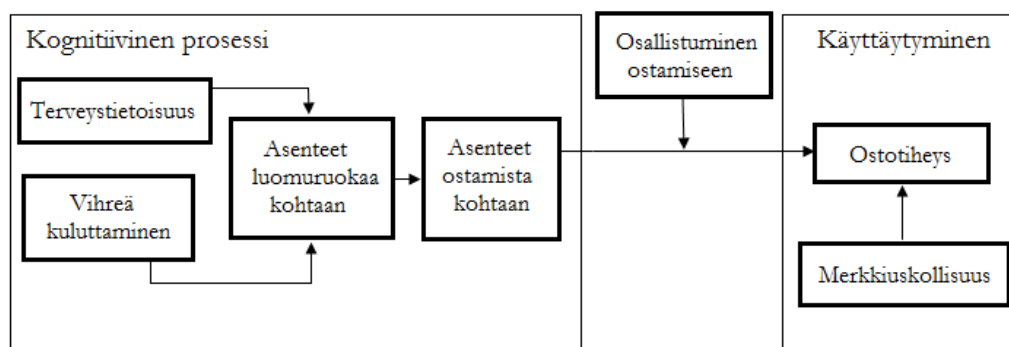 Kognitiivinen prosessi
Terveystietoisuus
Vihreä
kuluttaminen
Asenteet
luomuruokaa
kohtaan
Asenteet
ostamista
kohtaan
Osallistuminen
ostamiseen
Käyttäytyminen
Ostotiheys
Merkkiuskollisuus